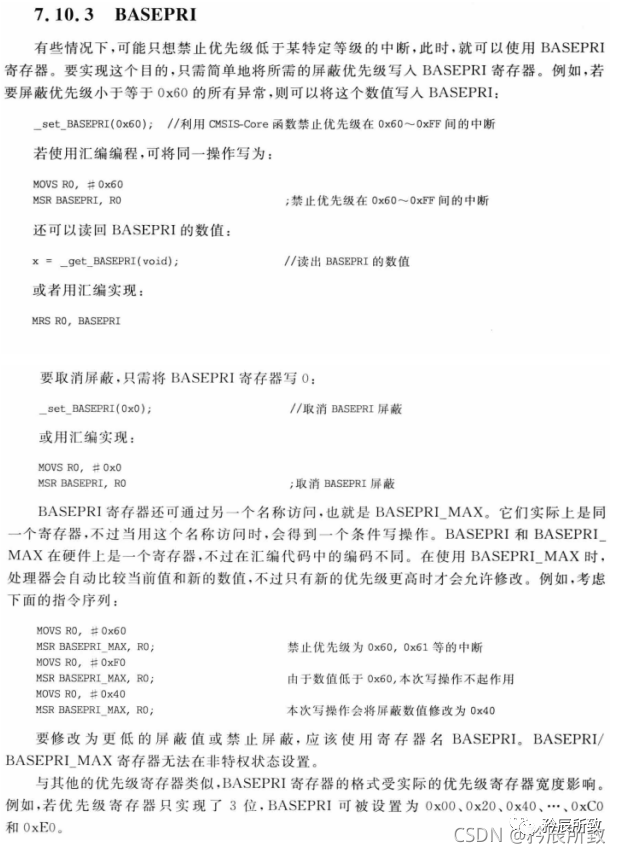 7.10.3 BASEPRI
有些情况下,可能只想禁止优先级低于某特定等级的中断,此时,就可以使用 BASEPRI
寄存器。要实现这个目的,只需简单地将所需的屏蔽优先级写入 BASEPRI 寄存器。例如,若
要屏蔽优先级小于等于 0x60 的所有异常,则可以将这个数值写入 BASEPRI:
_set_BASEPRI(0x60); //利用 CMSIS-Core 函数禁止优先级在 0x60～0xFF 间的中断
若使用汇编编程,可将同一操作写为:
MOVS R0, #0x60
MSR BASEPRI, R0 ;禁止优先级在 0x60～0xFF 间的中断
还可以读回 BASEPRI 的数值:
x = _get_BASEPRI(void); //读出 BASEPRI 的数值
或者用汇编实现:
MRS R0, BASEPRI
要取消屏蔽,只需将 BASEPRI 寄存器写 0:
_set_BASEPRI(0x0); //取消 BASEPRI 屏蔽
或用汇编实现:
MOVS R0, #0x0
MSR BASEPRI, R0 ;取消 BASEPRI 屏蔽
BASEPRI 寄存器还可通过另一个名称访问,也就是 BASEPRI_MAX。它们实际上是同
一个寄存器,不过当用这个名称访问时,会得到一个条件写操作。BASEPRI 和 BASEPRI_
MAX 在硬件上是一个寄存器,不过在汇编代码中的编码不同。在使用 BASEPRI_MAX 时,
处理器会自动比较当前值和新的数值,不过只有新的优先级更高时才会允许修改。例如,考虑
下面的指令序列:
MOVS R0, #0x60
MSR BASEPRI_MAX, R0; 禁止优先级为 0x60, 0x61 等的中断
MOVS R0, #0xF0
MSR BASEPRI_MAX, R0; 由于数值低于 0x60,本次写操作不起作用
MOVS R0, #0x40
MSR BASEPRI_MAX, R0; 本次写操作会将屏蔽数值修改为 0x40
要修改为更低的屏蔽值或禁止屏蔽,应该使用寄存器名 BASEPRI。BASEPRI/
BASEPRI_MAX 寄存器无法在非特权状态设置。
与其他的优先级寄存器类似,BASEPRI 寄存器的格式受实际的优先级寄存器宽度影响。
例如,若优先级寄存器只实现了 3 位,BASEPRI 可被设置为 0x00、0x20、0x40、…、0xC0
和 0xE0。
矜辰所致
CSDN @矜辰所致